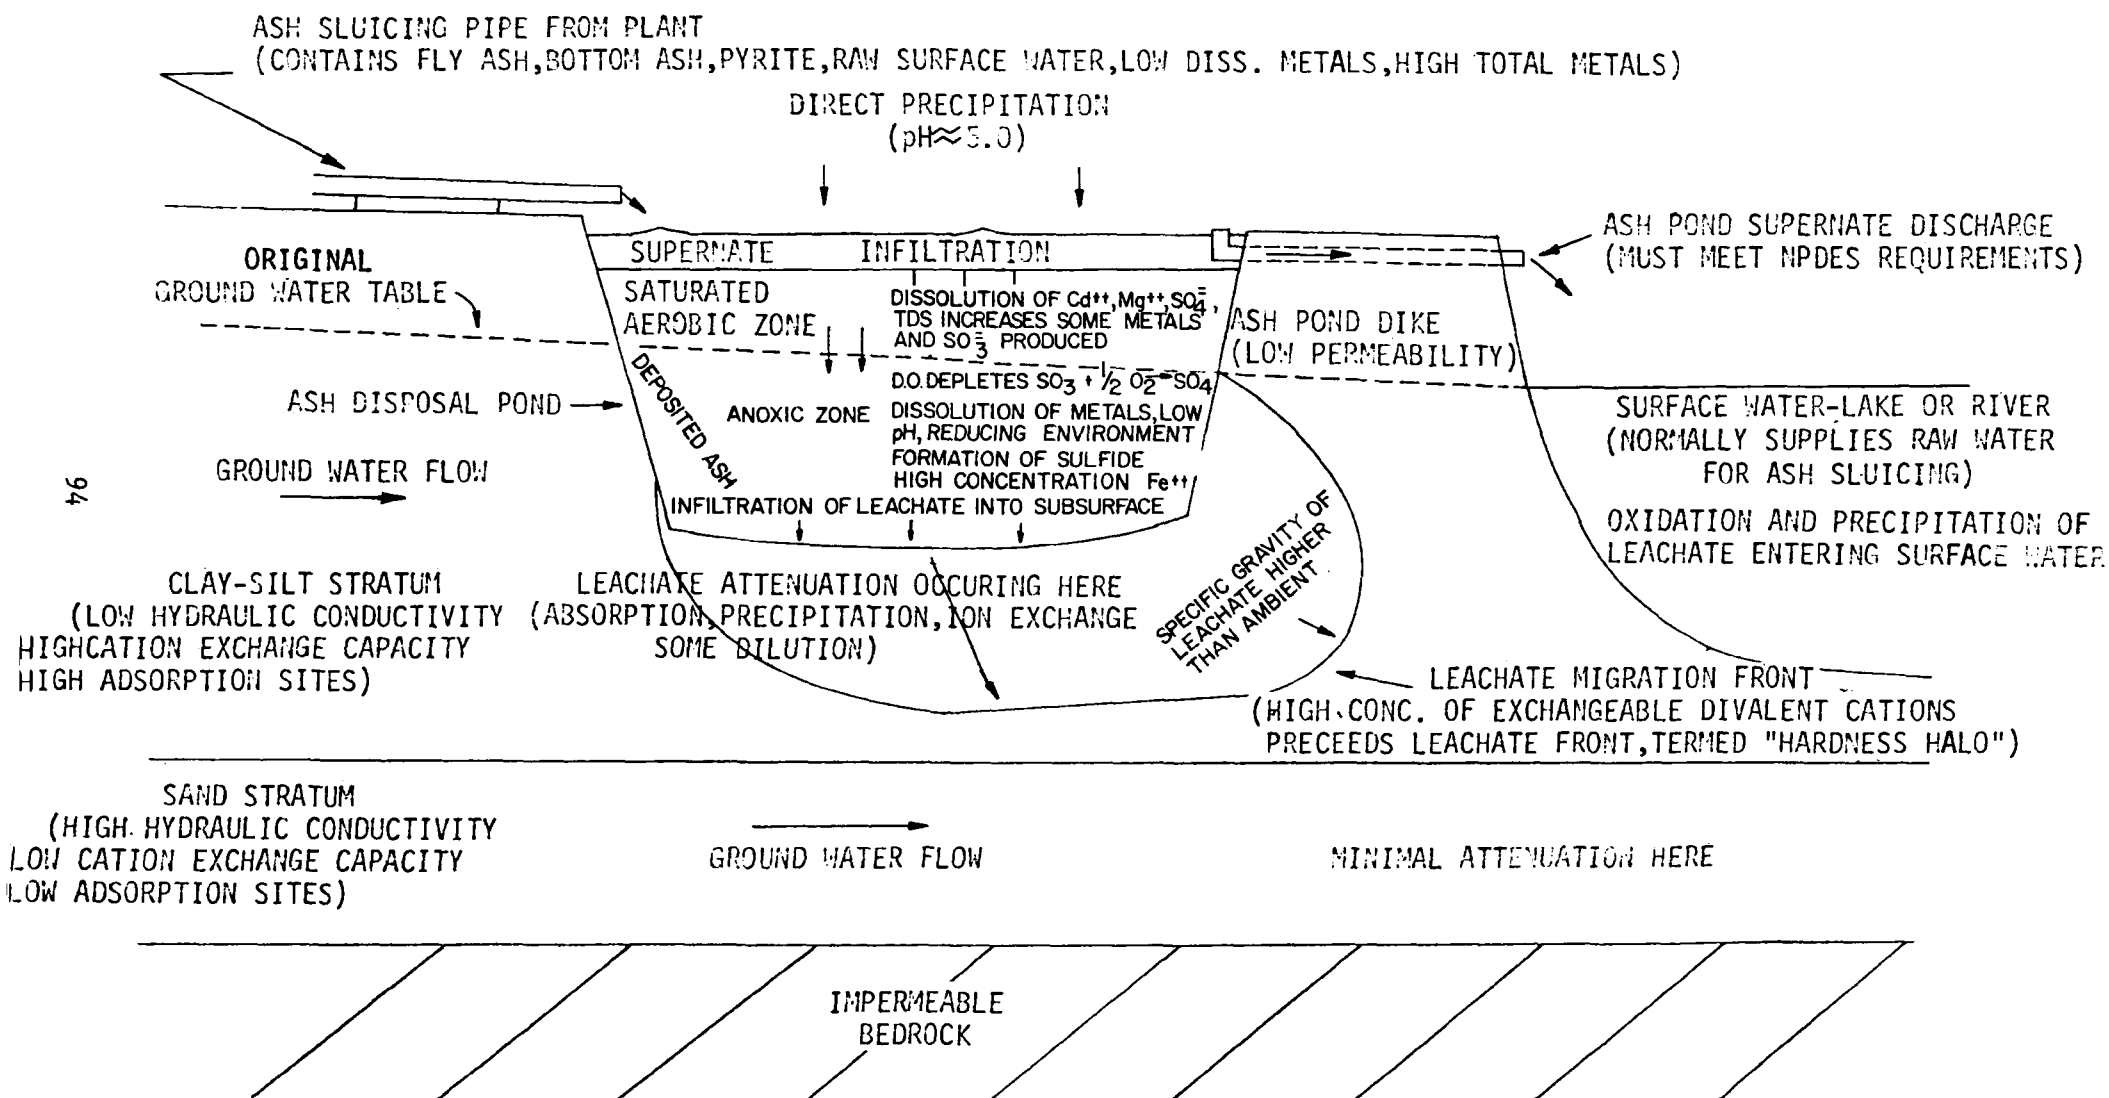 ASH SLUICING PIPE FROM PLANT
(CONTAINS FLY ASH,BOTTOM ASH,PYRITE,RAW SURFACE WATER,LOW DISS. METALS,HIGH TOTAL METALS)
DIRECT PRECIPITATION
(pH≈5.0)
ORIGINAL
GROUND WATER TABLE
SUPERNATE
INFILTRATION
ASH POND SUPERNATE DISCHARGE
(MUST MEET NPDES REQUIREMENTS)
SATURATED
AEROBIC ZONE
DISSOLUTION OF Cd++,Mg++,SO4=,
TDS INCREASES SOME METALS
AND SO3= PRODUCED
ASH POND DIKE
(LOW PERMEABILITY)
ASH DISPOSAL POND
DEPOSITED ASH
ANOXIC ZONE
D.O. DEPLETES SO3 + 1/2 O2→SO4
DISSOLUTION OF METALS,LOW
pH,REDUCING ENVIRONMENT
FORMATION OF SULFIDE
HIGH CONCENTRATION Fe++
INFILTRATION OF LEACHATE INTO SUBSURFACE
SURFACE WATER-LAKE OR RIVER
(NORMALLY SUPPLIES RAW WATER
FOR ASH SLUICING)
OXIDATION AND PRECIPITATION OF
LEACHATE ENTERING SURFACE WATER
GROUND WATER FLOW
94
CLAY-SILT STRATUM
(LOW HYDRAULIC CONDUCTIVITY
HIGHCATION EXCHANGE CAPACITY
HIGH ADSORPTION SITES)
LEACHATE ATTENUATION OCCURING HERE
(ABSORPTION,PRECIPITATION,ION EXCHANGE
SOME DILUTION)
SPECIFIC GRAVITY OF
LEACHATE HIGHER
THAN AMBIENT
LEACHATE MIGRATION FRONT
(HIGH CONC. OF EXCHANGEABLE DIVALENT CATIONS
PRECEEDS LEACHATE FRONT,TERMED "HARDNESS HALO")
SAND STRATUM
(HIGH HYDRAULIC CONDUCTIVITY
LOW CATION EXCHANGE CAPACITY
LOW ADSORPTION SITES)
GROUND WATER FLOW
MINIMAL ATTENUATION HERE
IMPERMEABLE
BEDROCK